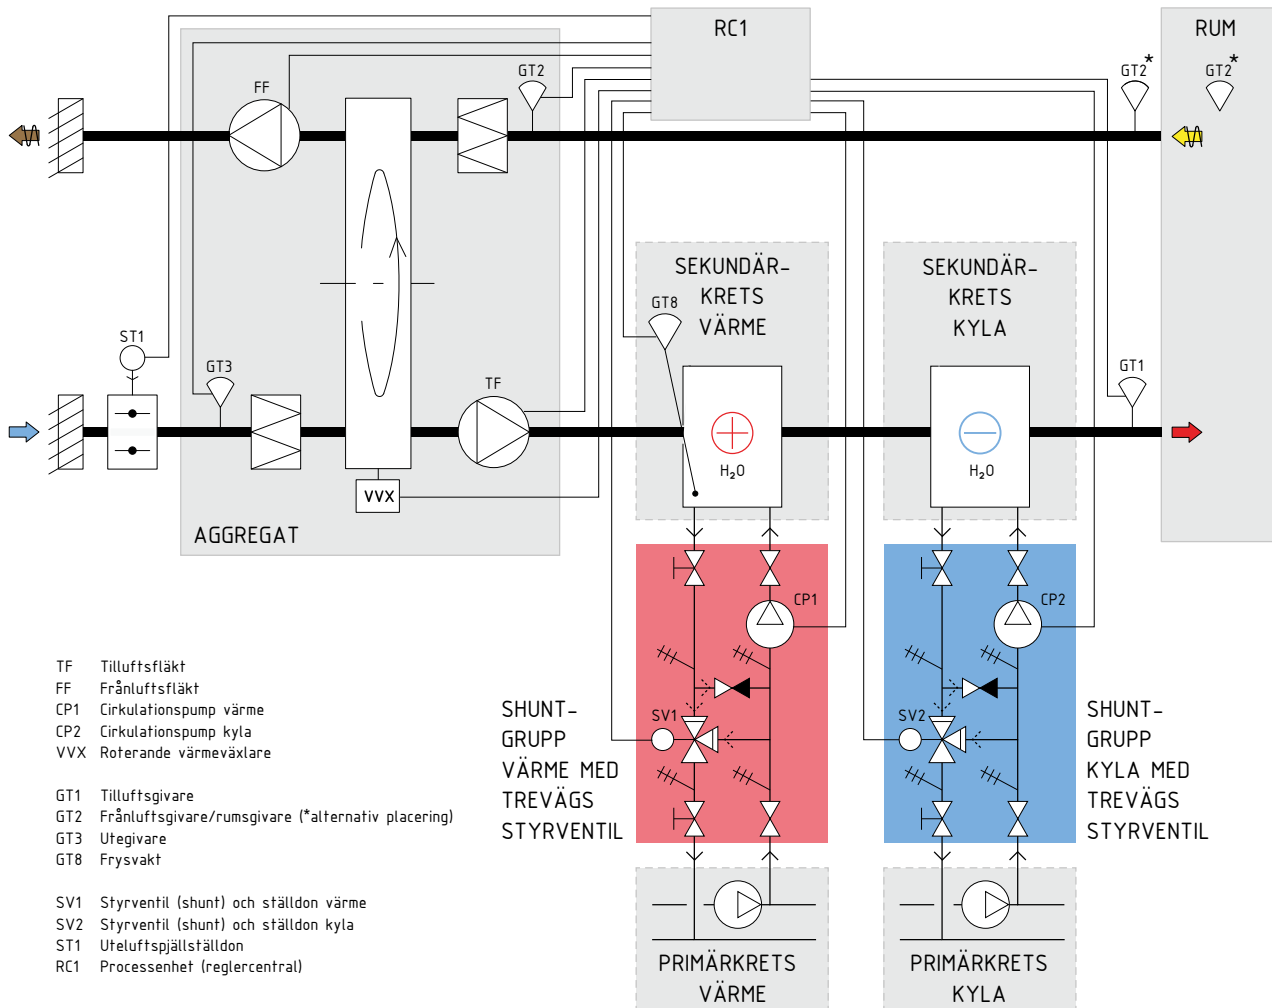 RC1
RUM
GT2
GT2*
GT2*
FF
SEKUNDÄR-
KRETS
VÄRME
SEKUNDÄR-
KRETS
KYLA
GT8
ST1
GT3
TF
GT1
H₂O
H₂O
VVX
AGGREGAT
CP1
CP2
TF Tilluftsfläkt
FF Frånluftsfläkt
CP1 Cirkulationspump värme
CP2 Cirkulationspump kyla
VVX Roterande värmeväxlare
GT1 Tilluftsgivare
GT2 Frånluftsgivare/rumsgivare (*alternativ placering)
GT3 Utegivare
GT8 Frysvakt
SV1 Styrventil (shunt) och ställdon värme
SV2 Styrventil (shunt) och ställdon kyla
ST1 Uteluftspjällställdon
RC1 Processenhet (reglercentral)
SHUNT-
GRUPP
VÄRME MED
TREVÄGS
STYRVENTIL
SV1
SV2
SHUNT-
GRUPP
KYLA MED
TREVÄGS
STYRVENTIL
PRIMÄRKRETS
VÄRME
PRIMÄRKRETS
KYLA